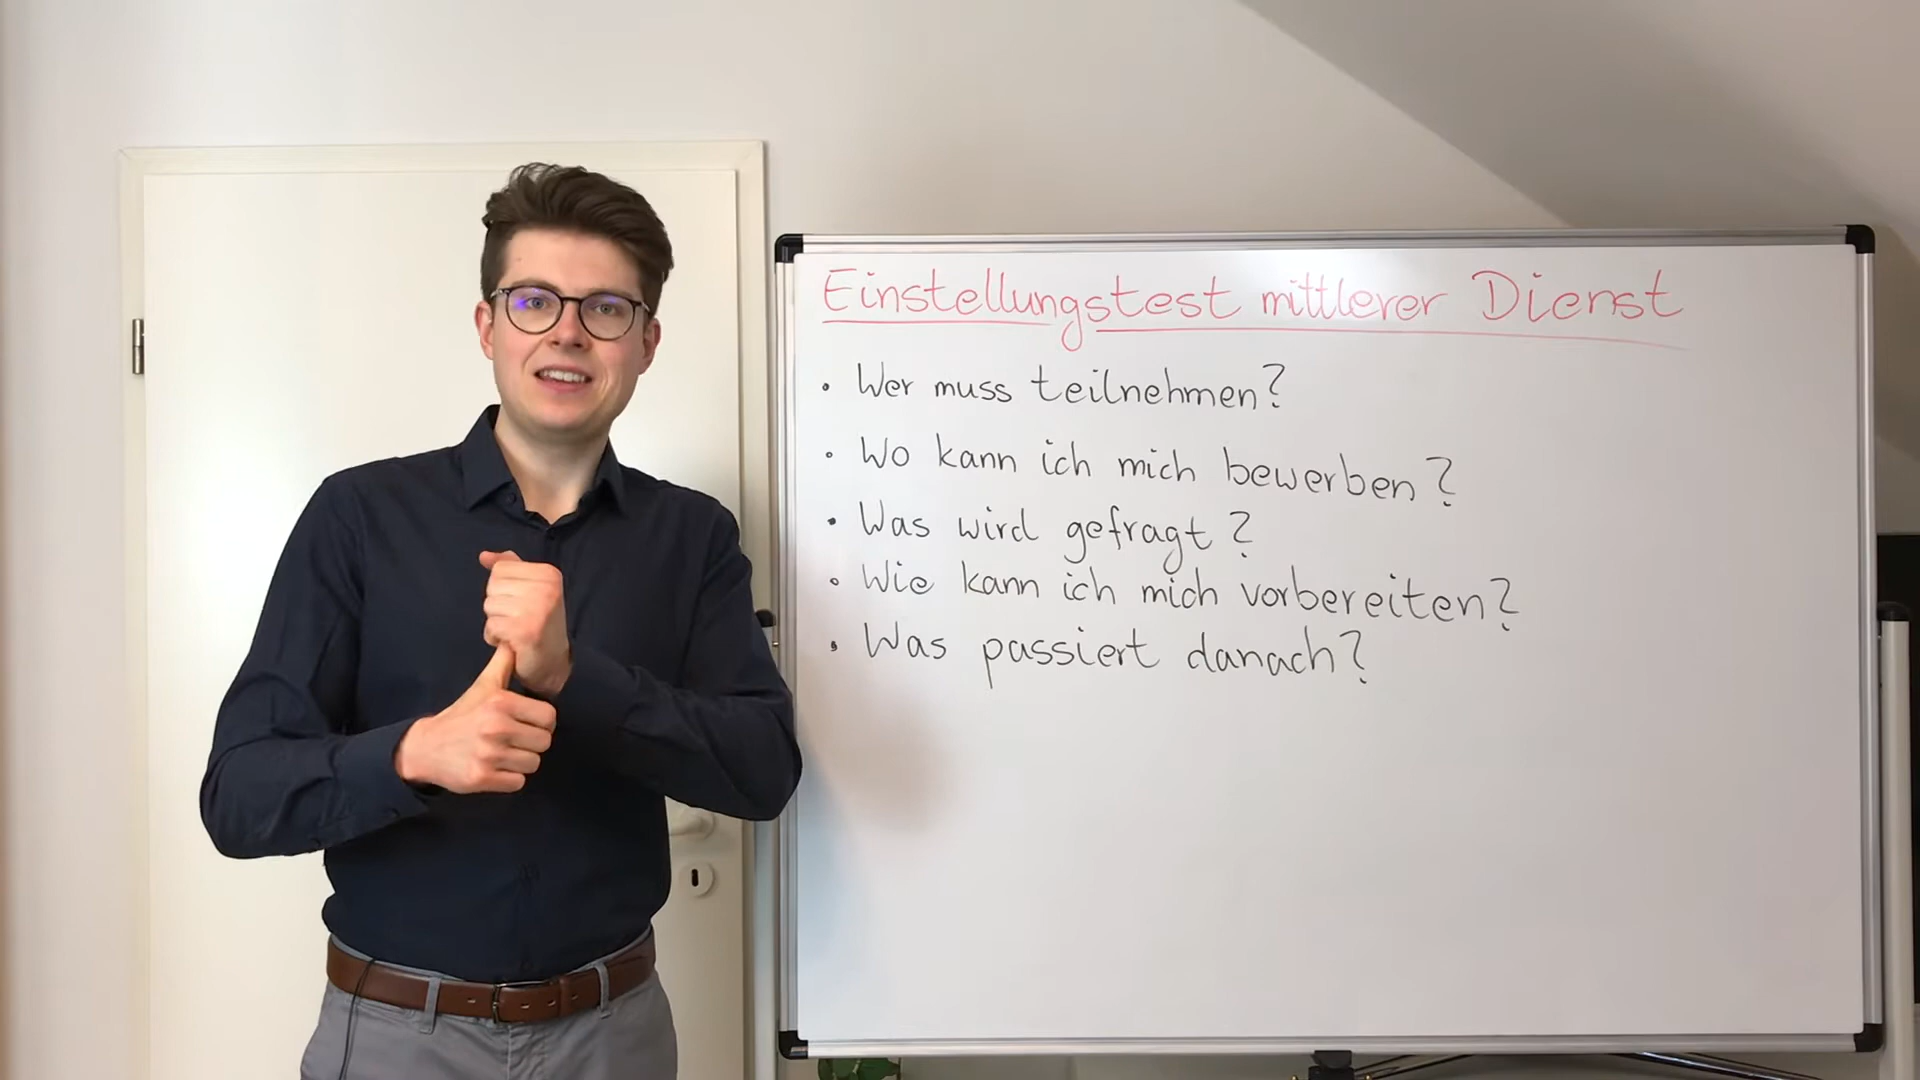 Einstellungstest mittlerer Dienst
• Wer muss teilnehmen?
• Wo kann ich mich bewerben?
• Was wird gefragt?
• Wie kann ich mich vorbereiten?
• Was passiert danach?